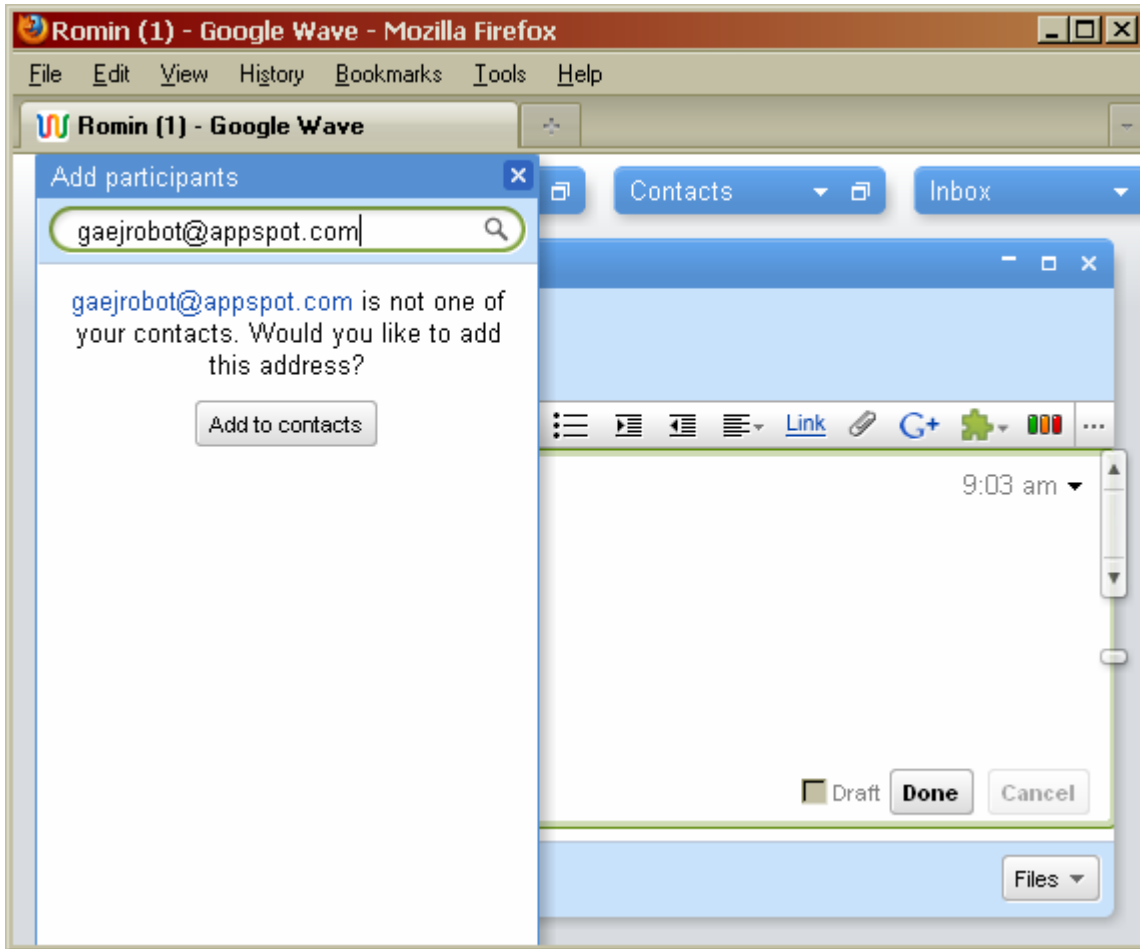 Romin (1) - Google Wave - Mozilla Firefox
File Edit View History Bookmarks Tools Help
Romin (1) - Google Wave
Add participants
Contacts
Inbox
gaejrobot@appspot.com
gaejrobot@appspot.com is not one of
your contacts. Would you like to add
this address?
Add to contacts
Link G+ ...
9:03 am
Draft Done Cancel
Files